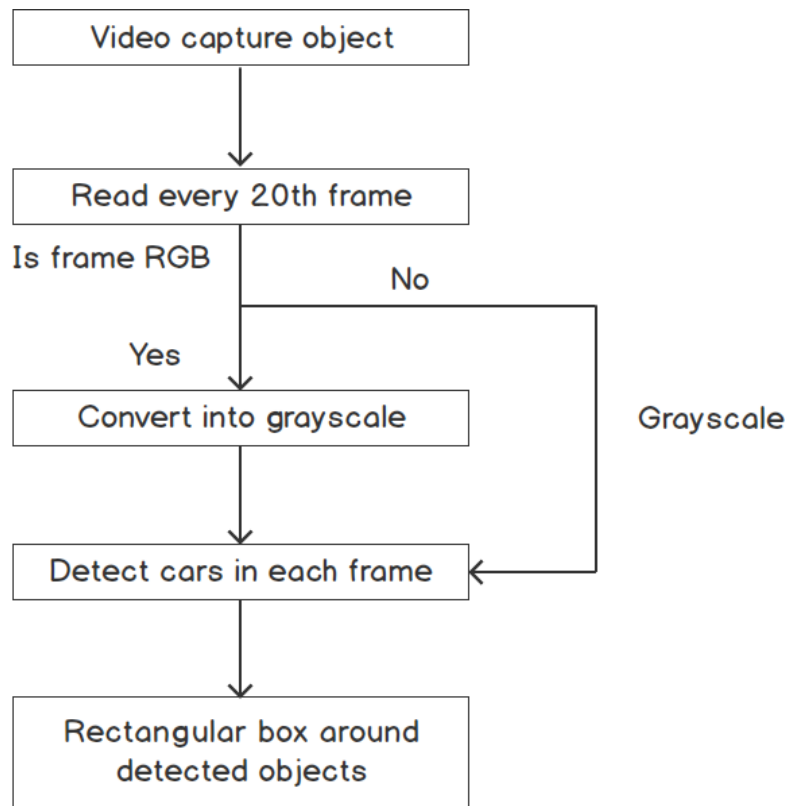 Video capture object
Read every 20th frame
Is frame RGB
No
Yes
Convert into grayscale
Grayscale
Detect cars in each frame
Rectangular box around
detected objects